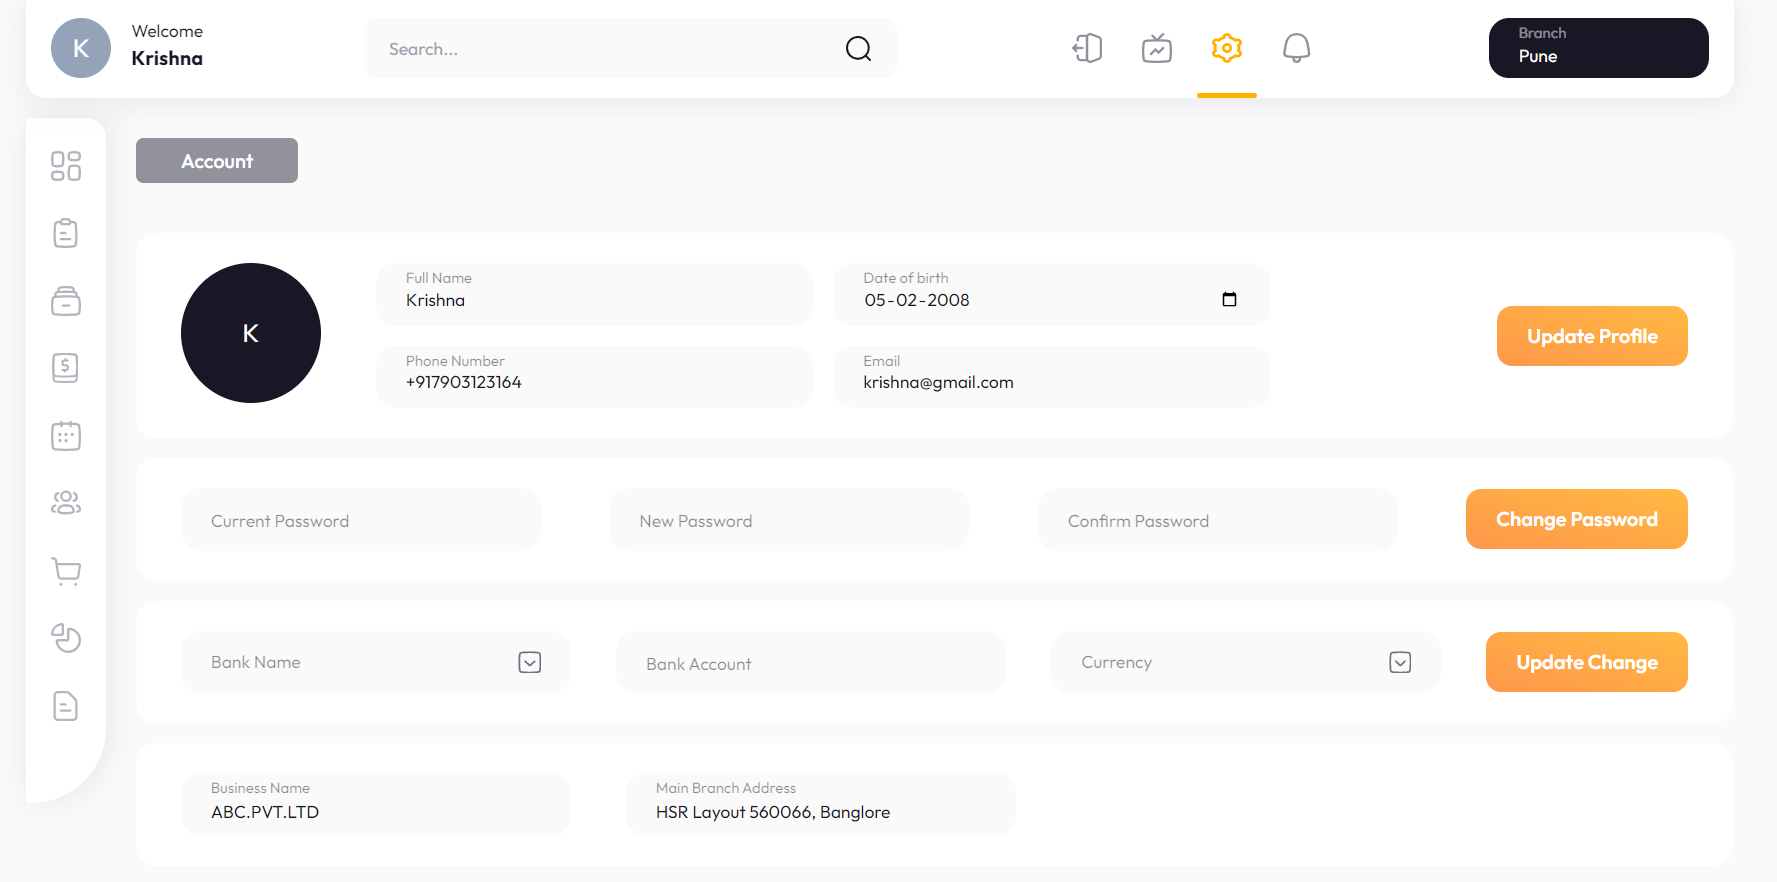 K
Welcome
Krishna
Search...
Branch
Pune
Account
K
Full Name
Krishna
Date of birth
05-02-2008
Phone Number
+917903123164
Email
krishna@gmail.com
Update Profile
Current Password
New Password
Confirm Password
Change Password
Bank Name
Bank Account
Currency
Update Change
Business Name
ABC.PVT.LTD
Main Branch Address
HSR Layout 560066, Banglore